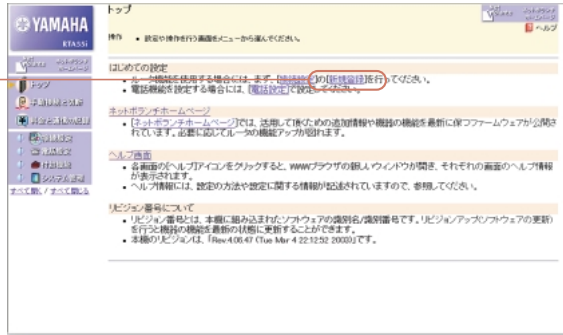 YAMAHA
RTA55i
トップ
ヘルプ
操作 • 設定や操作を行う画面をメニューから選んでください。
トップ
すべて開く / すべて閉じる
はじめての設定
• ルータ機能を使用する場合には、まず、[接続設定]の[新規登録]を行ってください。
• 電話機能を設定する場合には、[電話設定]で設定してください。
ネットボランチホームページ
• [ネットボランチホームページ]では、活用して頂くための追加情報や機器の機能を最新に保つファームウェアが公開さ
れています。必要に応じてルータの機能アップが図れます。
ヘルプ画面
• 各画面の[ヘルプ]アイコンをクリックすると、WWWブラウザの新しいウィンドウが開き、それぞれの画面のヘルプ情報
が表示されます。
• ヘルプ情報には、設定の方法や設定に関する情報が記述されていますので、参照してください。
リビジョン番号について
• リビジョン番号とは、本機に組み込まれたソフトウェアの識別名/識別番号です。リビジョンアップ(ソフトウェアの更新)
を行うと機器の機能を最新の状態に更新することができます。
• 本機のリビジョンは、「Rev.4.06.47 (Tue Mar 4 22:12:52 2003)」です。